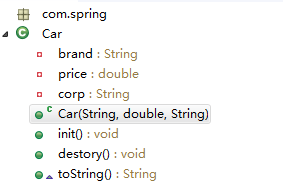 com.spring
Car
brand : String
price : double
corp : String
Car(String, double, String)
init() : void
destory() : void
toString() : String